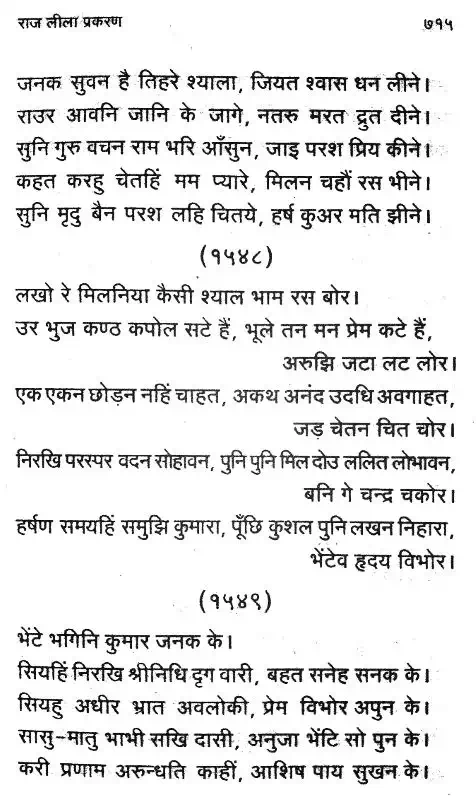 राज लीला प्रकरण ७१५
जनक सुवन है तिहरे श्याला, जियत श्वास धन लीने।
राउर आवनि जानि के जागे, नतरु मरत द्रुत दीने।
सुनि गुरु वचन राम भरि आँसुन, जाइ परश प्रिय कीने।
कहत करहु चेतहिं मम प्यारे, मिलन चहौं रस भीने।
सुनि मृदु बैन परश लहि चितये, हर्ष कुअर मति झीने।
(१५४८)
लखो रे मिलनिया कैसी श्याल भाम रस बोर।
उर भुज कण्ठ कपोल सटे हैं, भूले तन मन प्रेम कटे हैं,
अरुझि जटा लट लोर।
एक एकन छोड़न नहिं चाहत, अकथ अनंद उदधि अवगाहत,
जड़ चेतन चित चोर।
निरखि परस्पर वदन सोहावन, पुनि पुनि मिल दोउ ललित लोभावन,
बनि गे चन्द्र चकोर।
हर्षण समयहिं समुझि कुमारा, पूँछि कुशल पुनि लखन निहारा,
भेंटेव हृदय विभोर।
(१५४९)
भेंटे भगिनि कुमार जनक के।
सियहिं निरखि श्रीनिधि दृग वारी, बहत सनेह सनक के।
सियहु अधीर भ्रात अवलोकी, प्रेम विभोर अपुन के।
सासु-मातु भाभी सखि दासी, अनुजा भेंटि सो पुन के।
करी प्रणाम अरुन्धति काहीं, आशिष पाय सुखन के।